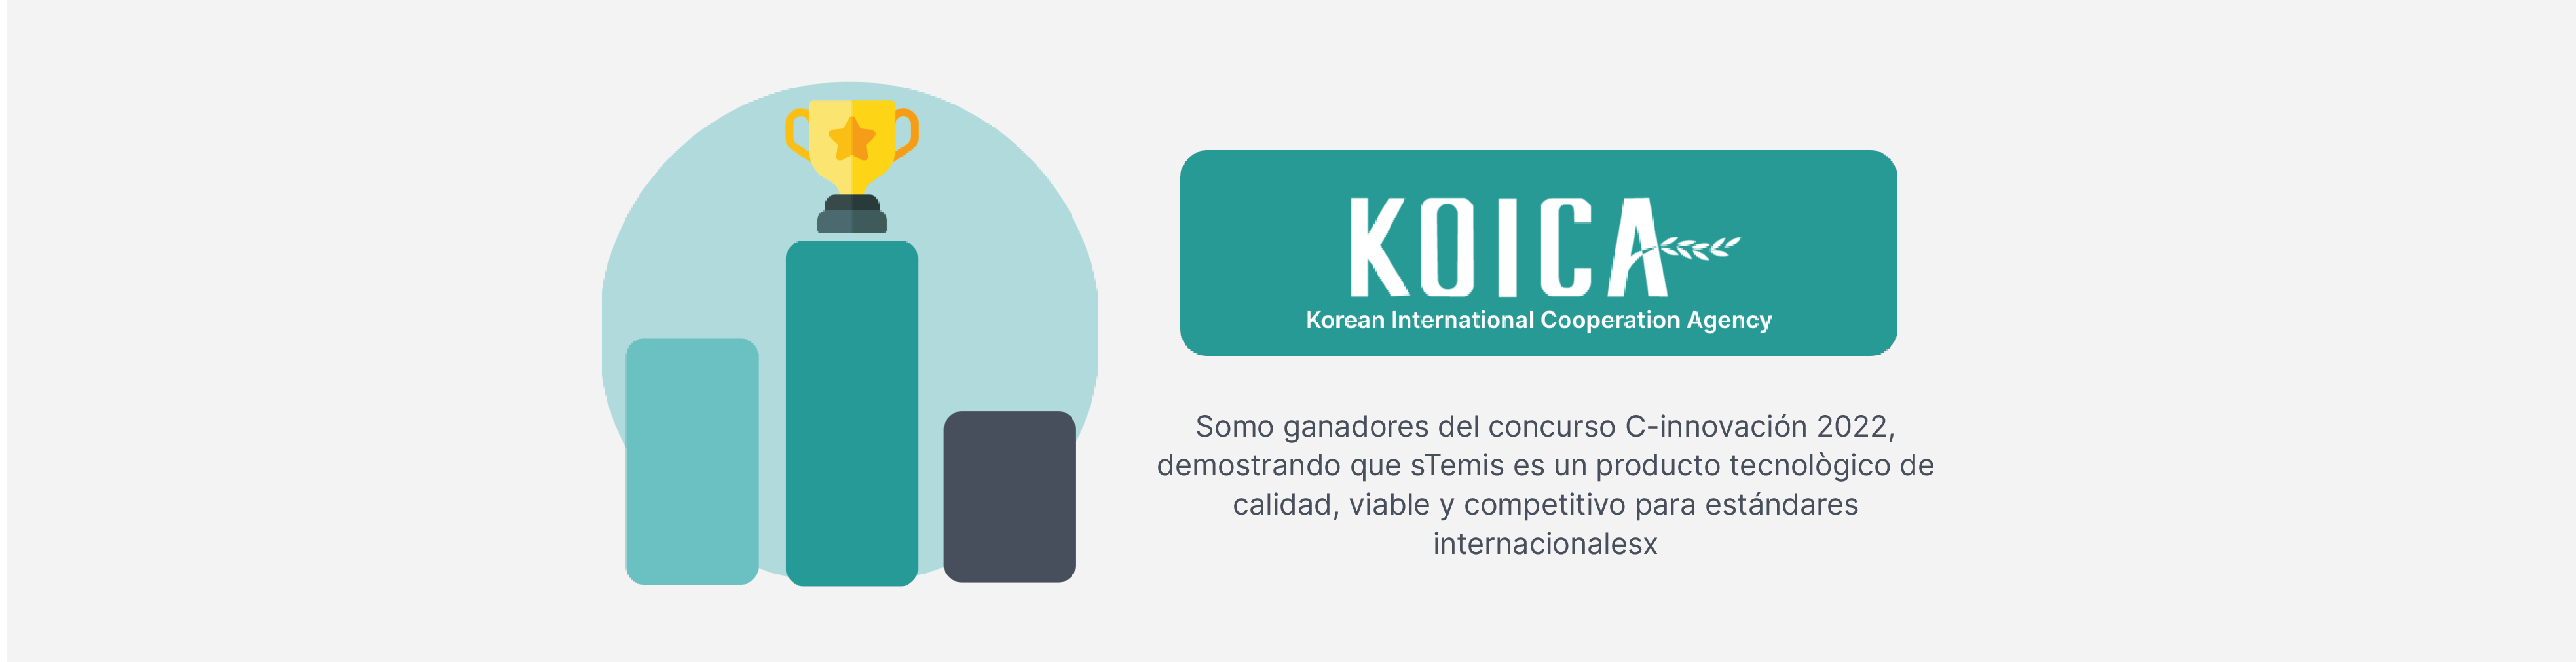 KOICA
Korean International Cooperation Agency
Somo ganadores del concurso C-innovación 2022,
demostrando que sTemis es un producto tecnològico de
calidad, viable y competitivo para estándares
internacionalesx